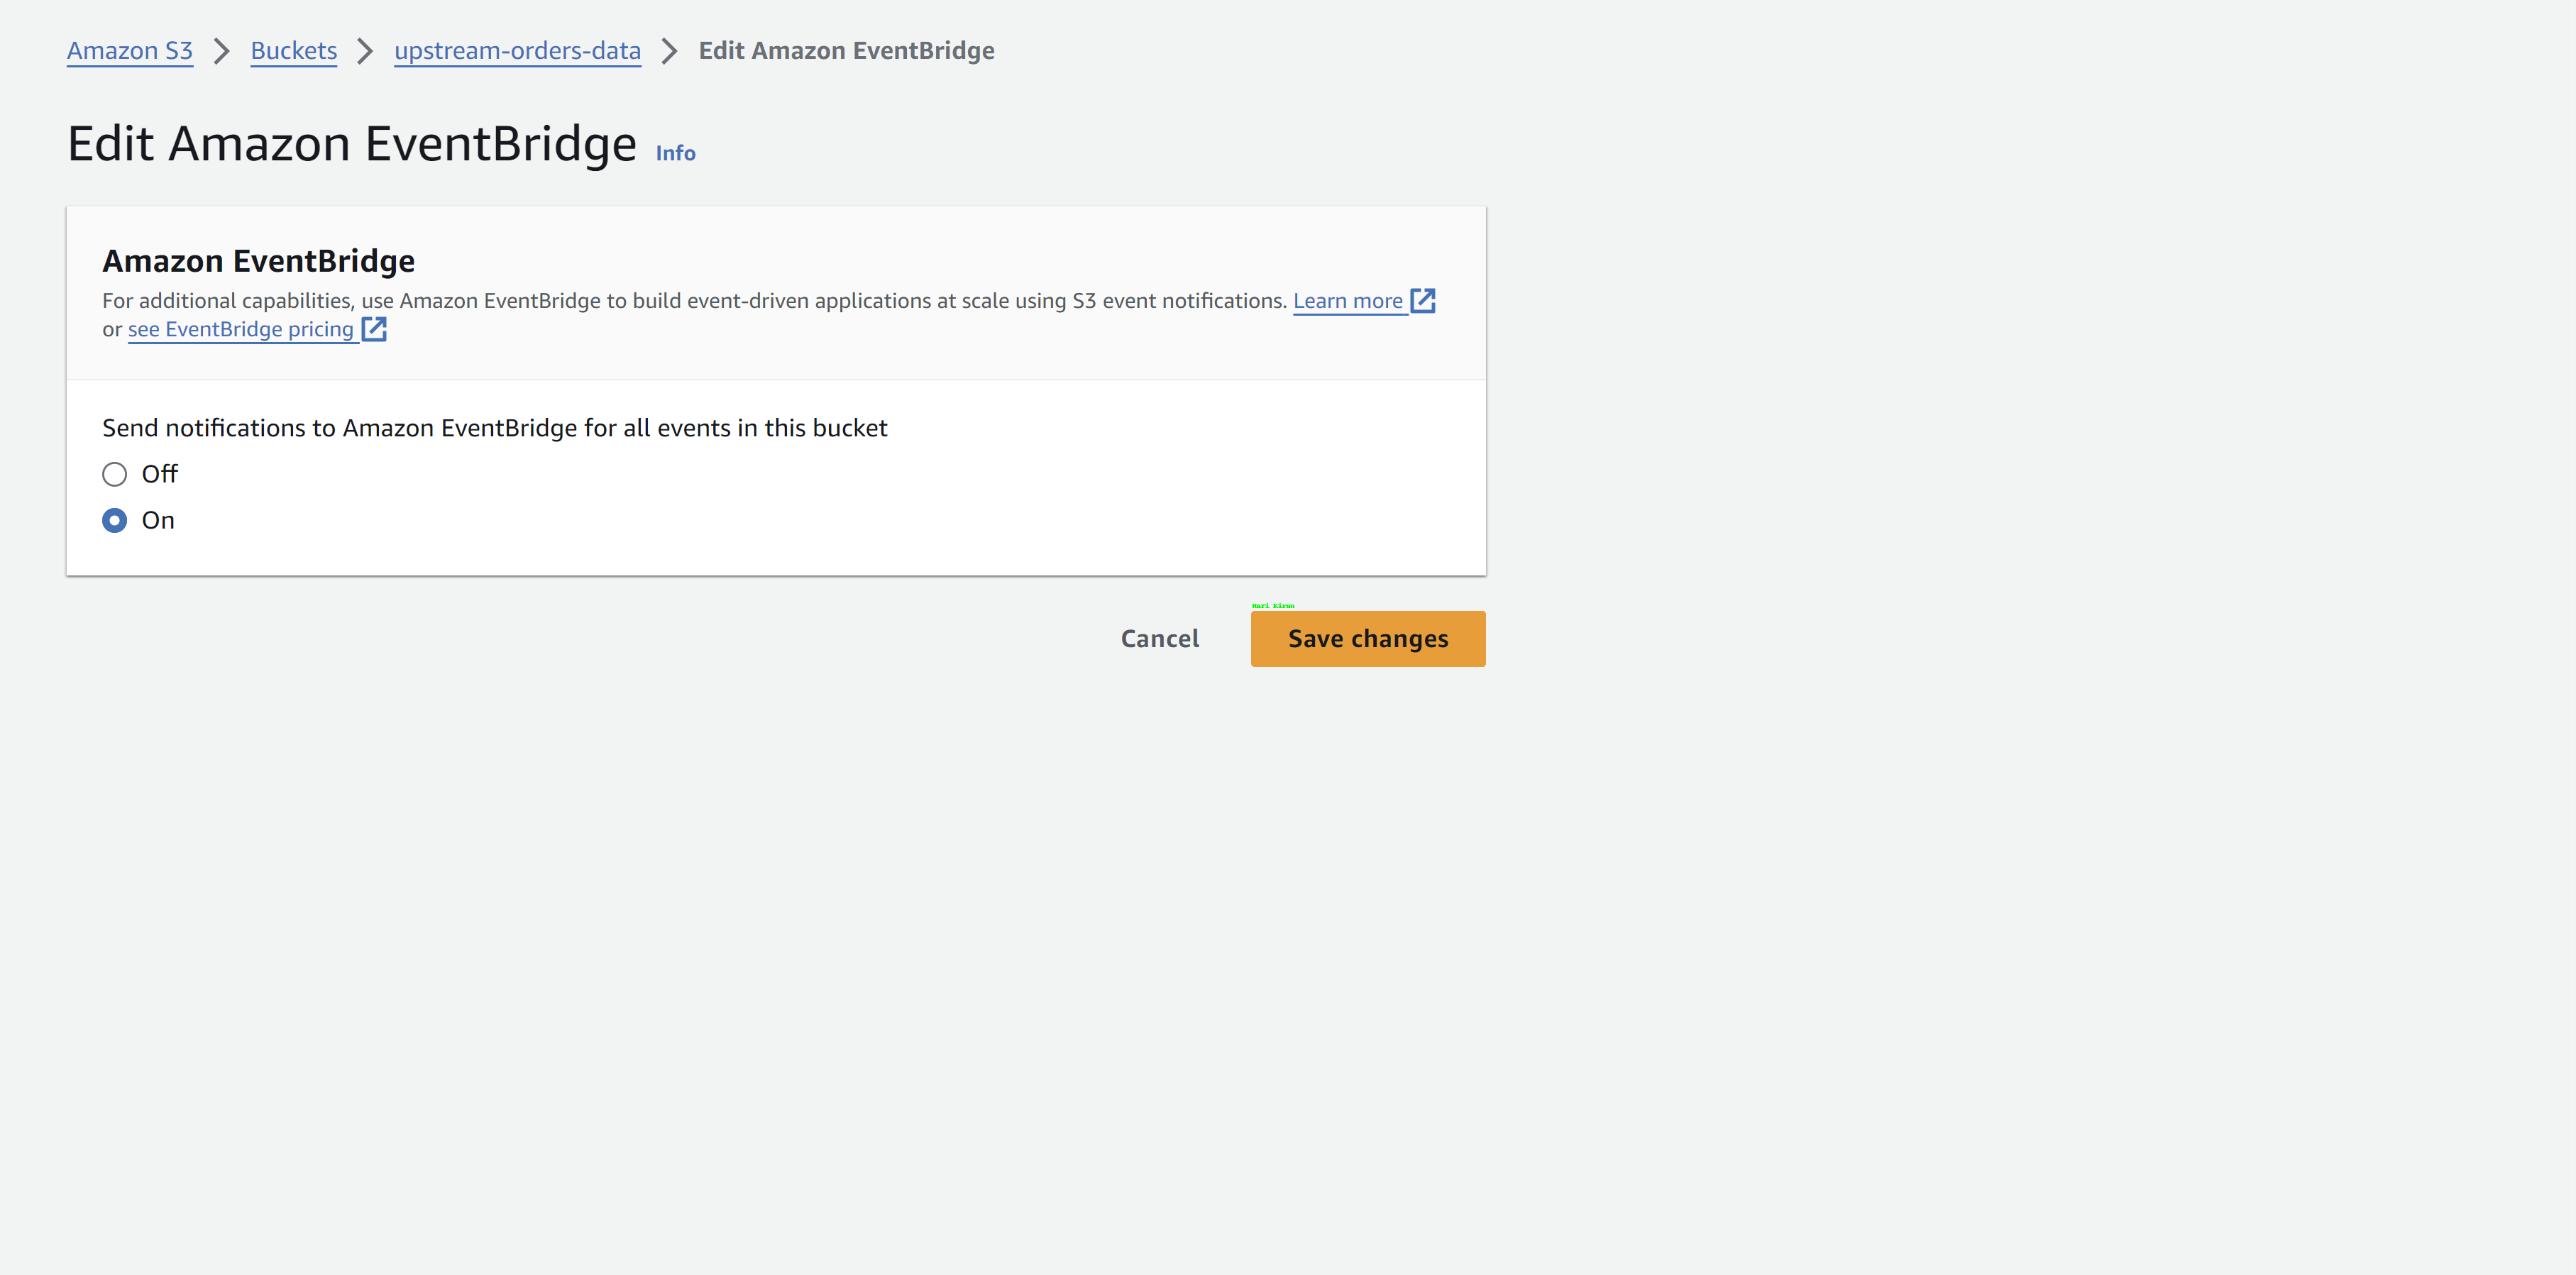 Amazon S3 > Buckets > upstream-orders-data > Edit Amazon EventBridge
Edit Amazon EventBridge Info
Amazon EventBridge
For additional capabilities, use Amazon EventBridge to build event-driven applications at scale using S3 event notifications. Learn more
or see EventBridge pricing
Send notifications to Amazon EventBridge for all events in this bucket
Off
On
Hari Kiran
Cancel Save changes